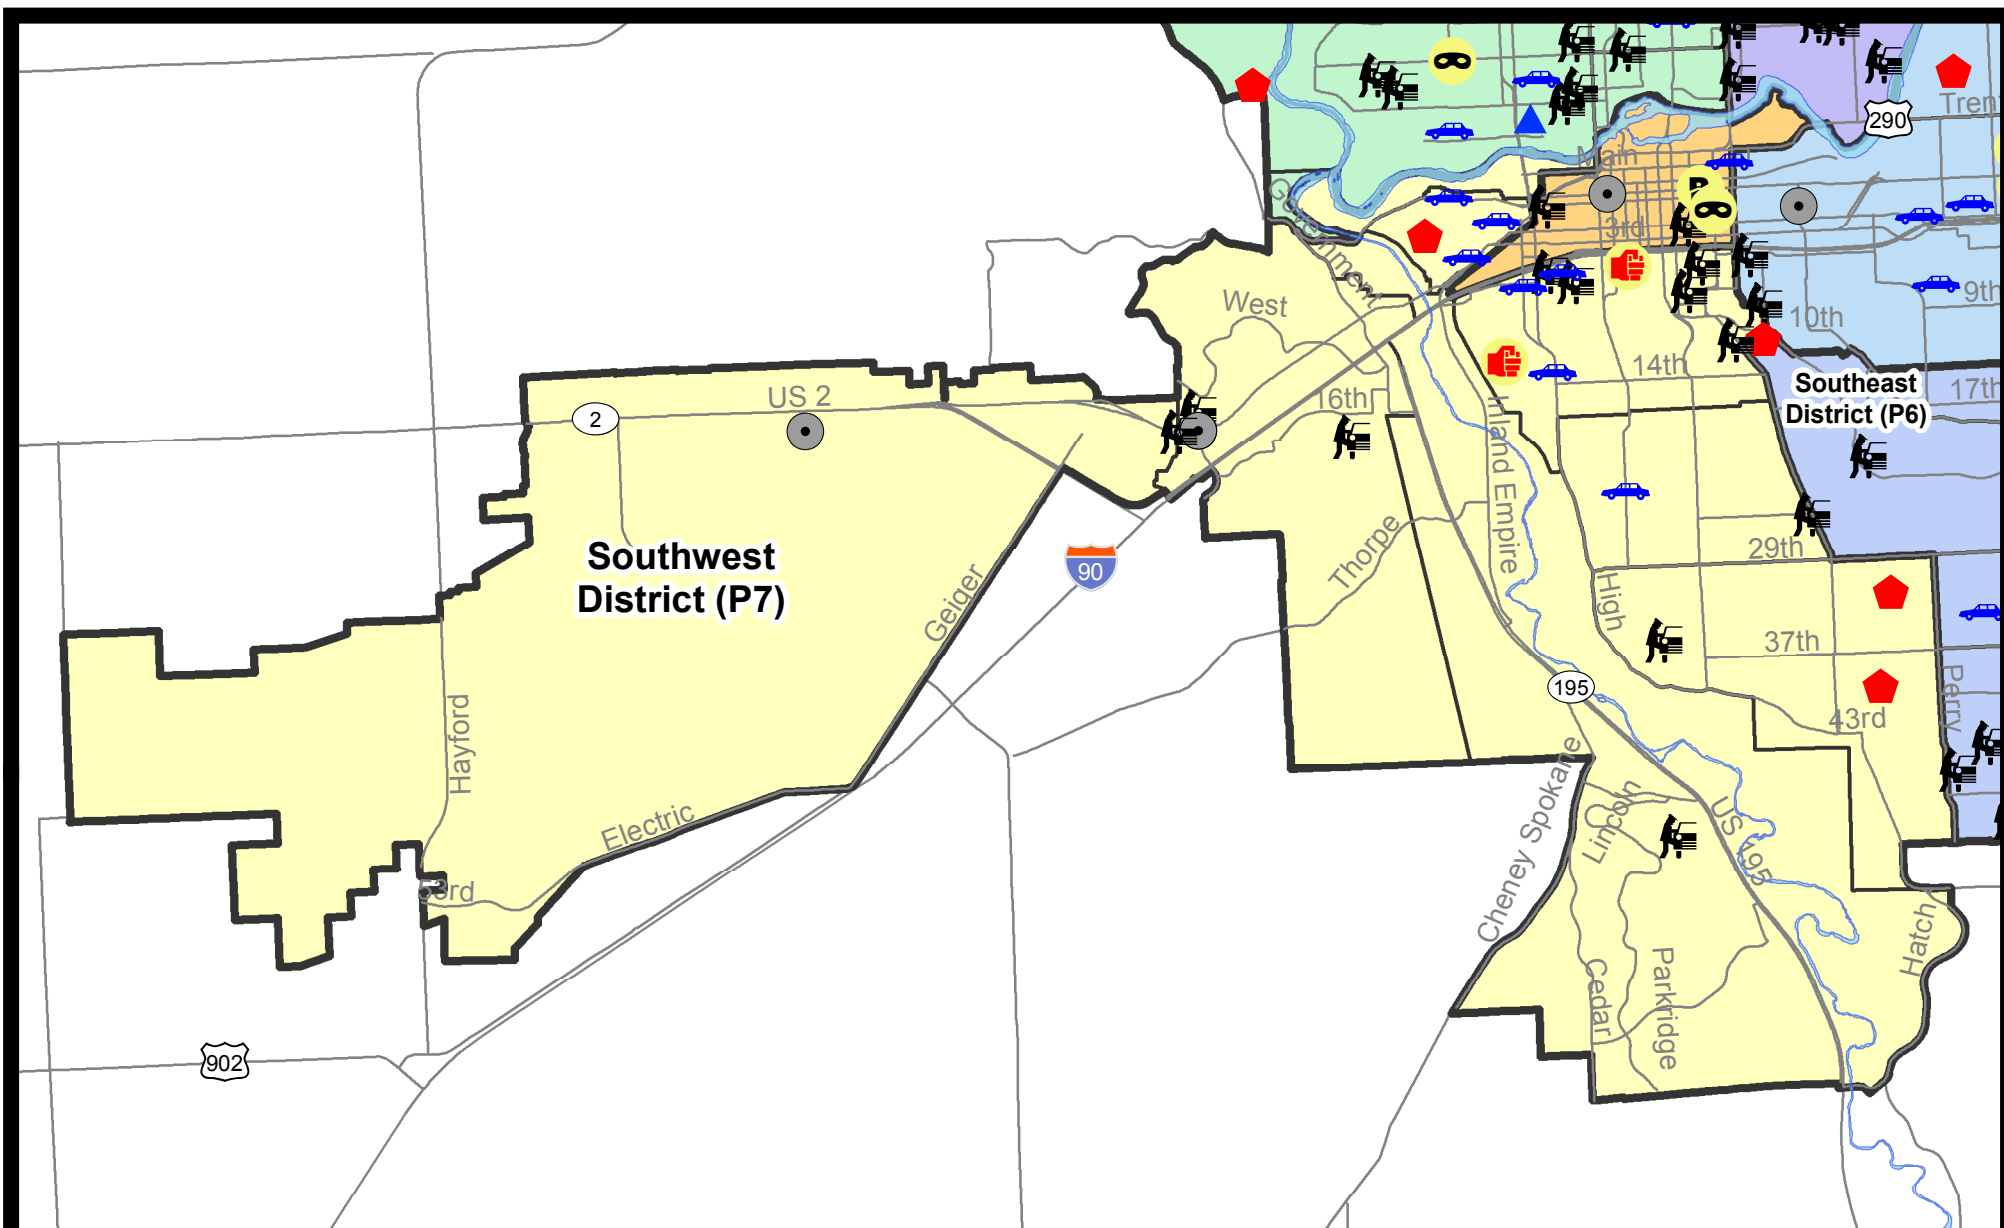 Trent
290
Main
Government
3rd
9th
10th
West
14th
Southeast
District (P6)
17th
US 2
2
16th
Inland Empire
Southwest
District (P7)
90
Thorpe
29th
Geiger
High
37th
195
Perry
43rd
Hayford
Cheney Spokane
Lincoln
US 195
Electric
53rd
Hatch
Cedar
Parkridge
902